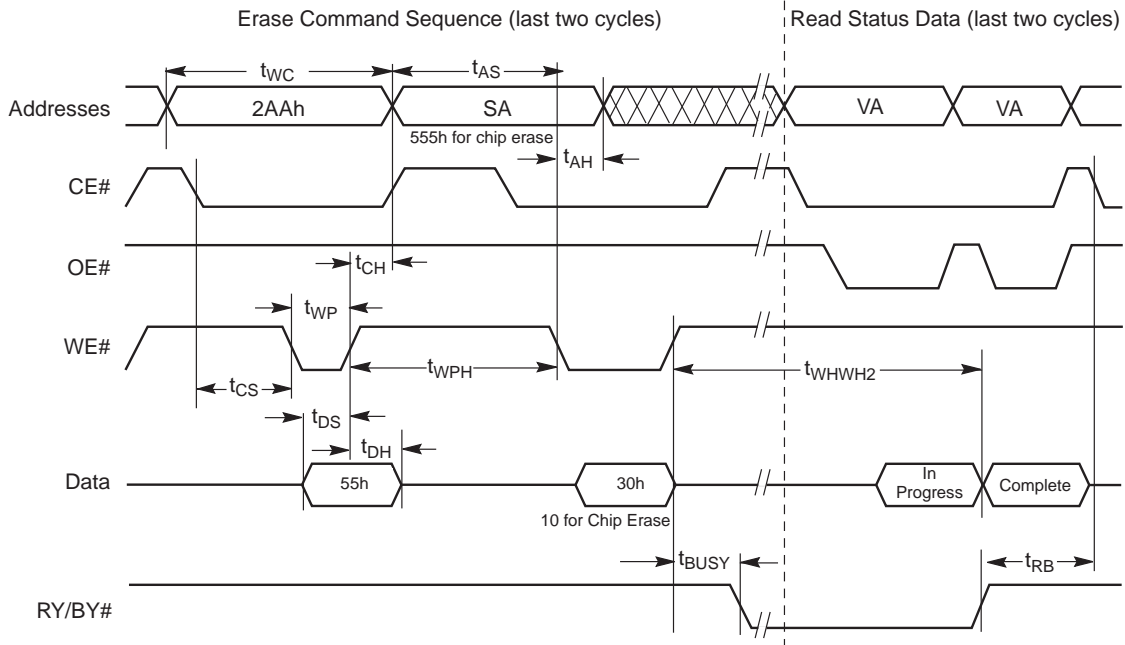 Erase Command Sequence (last two cycles)
Read Status Data (last two cycles)
tWC
tAS
Addresses
2AAh
SA
VA
VA
555h for chip erase
tAH
CE#
OE#
tCH
tWP
WE#
tWPH
tWHWH2
tCS
tDS
tDH
Data
55h
30h
In
Progress
Complete
10 for Chip Erase
tBUSY
tRB
RY/BY#